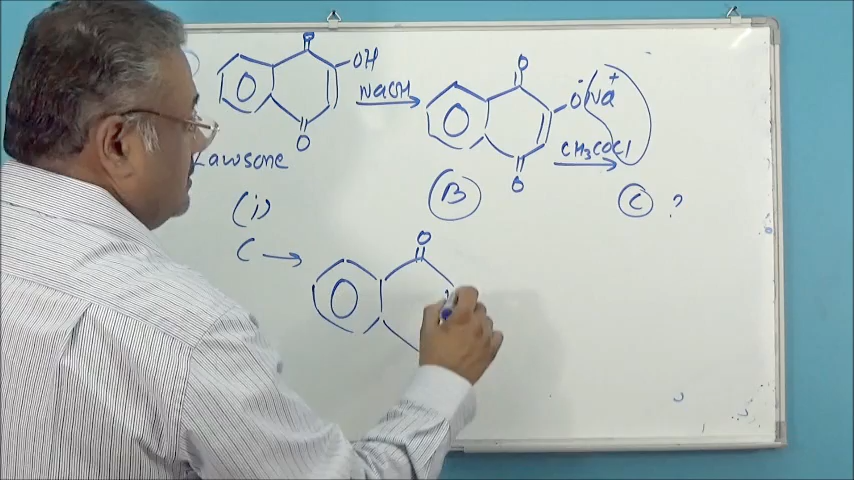 O O
OH O⁻ Na⁺
NaOH
CH3COCl
O O
Lawsone
B C ?
(i)
C → O